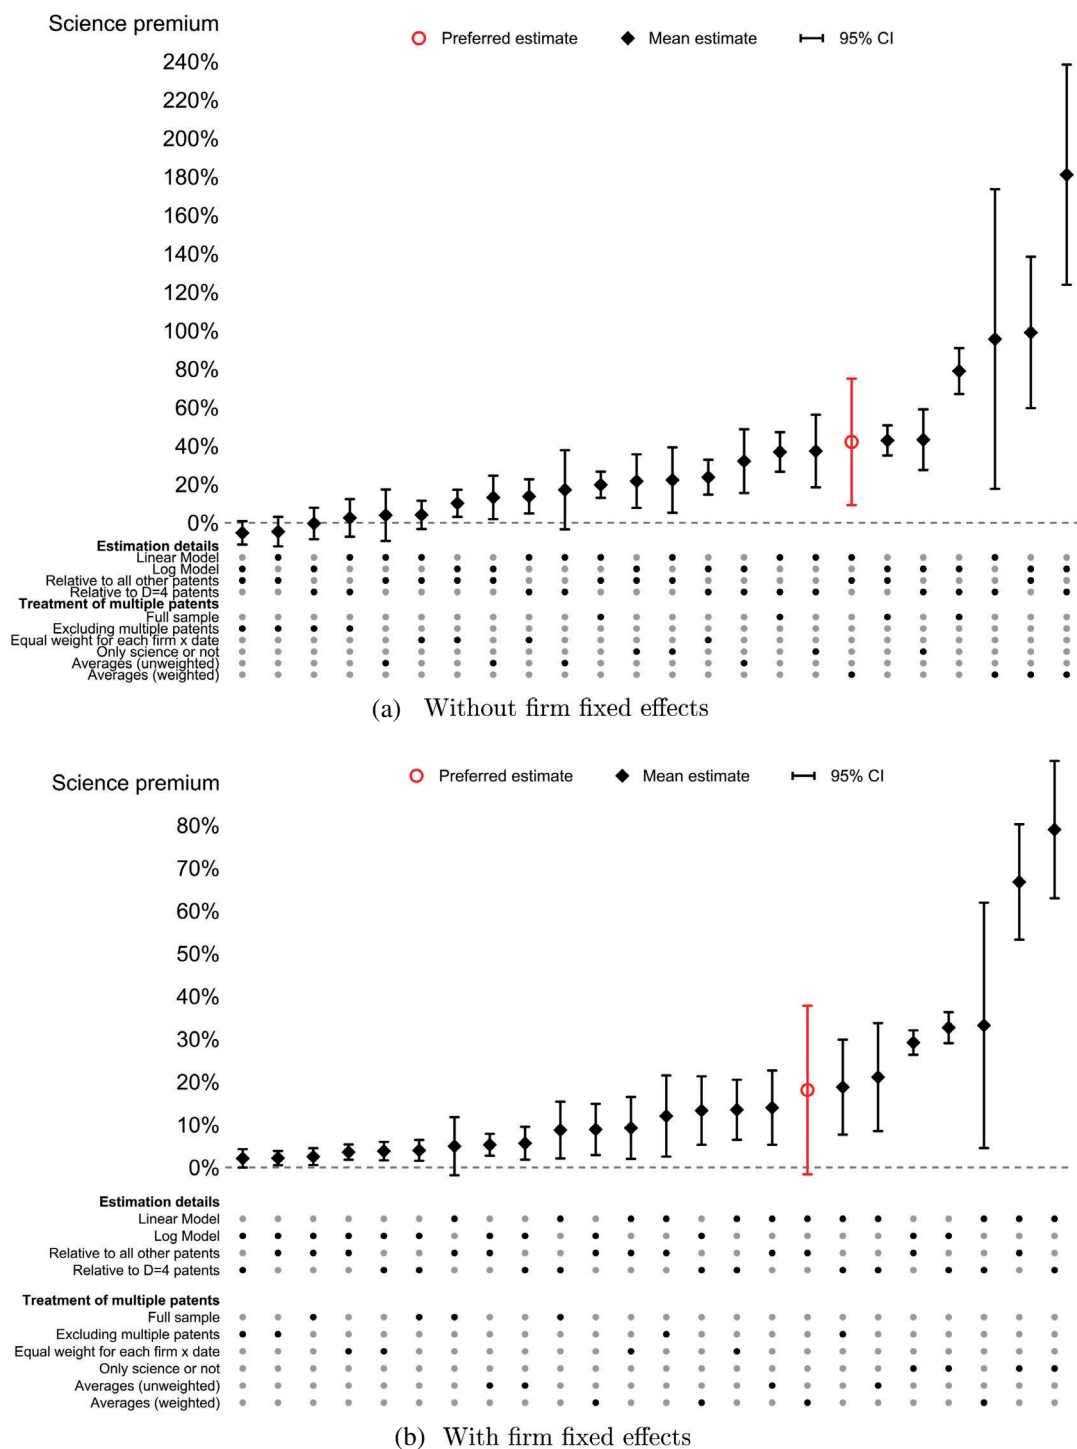 Science premium
Preferred estimate Mean estimate 95% CI
240%
220%
200%
180%
160%
140%
120%
100%
80%
60%
40%
20%
0%
Estimation details
Linear Model
Log Model
Relative to all other patents
Relative to D=4 patents
Treatment of multiple patents
Full sample
Excluding multiple patents
Equal weight for each firm x date
Only science or not
Averages (unweighted)
Averages (weighted)
(a) Without firm fixed effects
Science premium
Preferred estimate Mean estimate 95% CI
80%
70%
60%
50%
40%
30%
20%
10%
0%
Estimation details
Linear Model
Log Model
Relative to all other patents
Relative to D=4 patents
Treatment of multiple patents
Full sample
Excluding multiple patents
Equal weight for each firm x date
Only science or not
Averages (unweighted)
Averages (weighted)
(b) With firm fixed effects